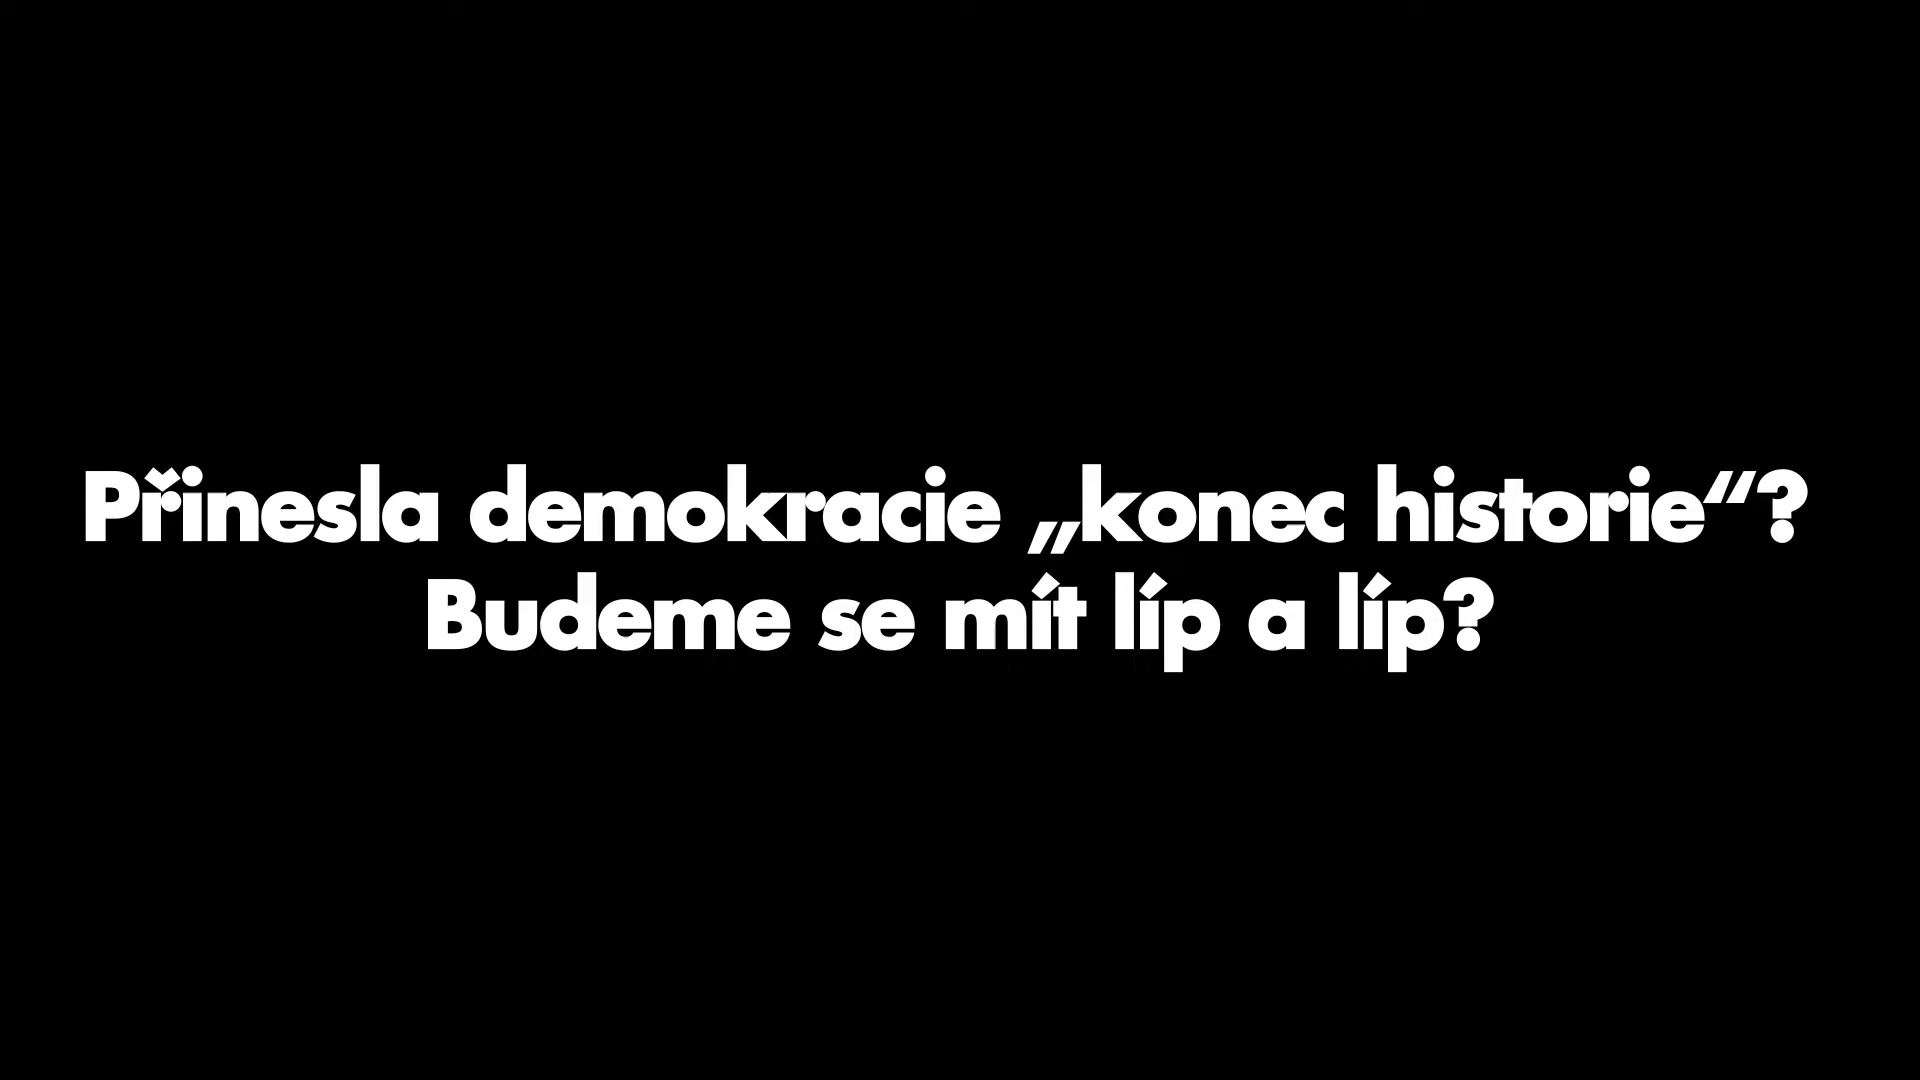 Přinesla demokracie „konec historie“?
Budeme se mít líp a líp?